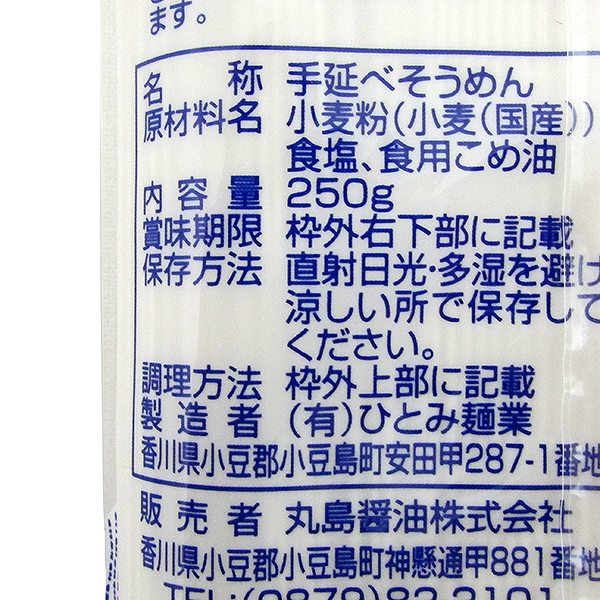 ます。
名称 手延べそうめん
原材料名 小麦粉(小麦(国産))
食塩、食用こめ油
内容量 250g
賞味期限 枠外右下部に記載
保存方法 直射日光・多湿を避け
涼しい所で保存して
ください。
調理方法 枠外上部に記載
製造者 (有)ひとみ麺業
香川県小豆郡小豆島町安田甲287-1番地
販売者 丸島醤油株式会社
香川県小豆郡小豆島町神懸通甲881番地
TEL:(0879)82-2101